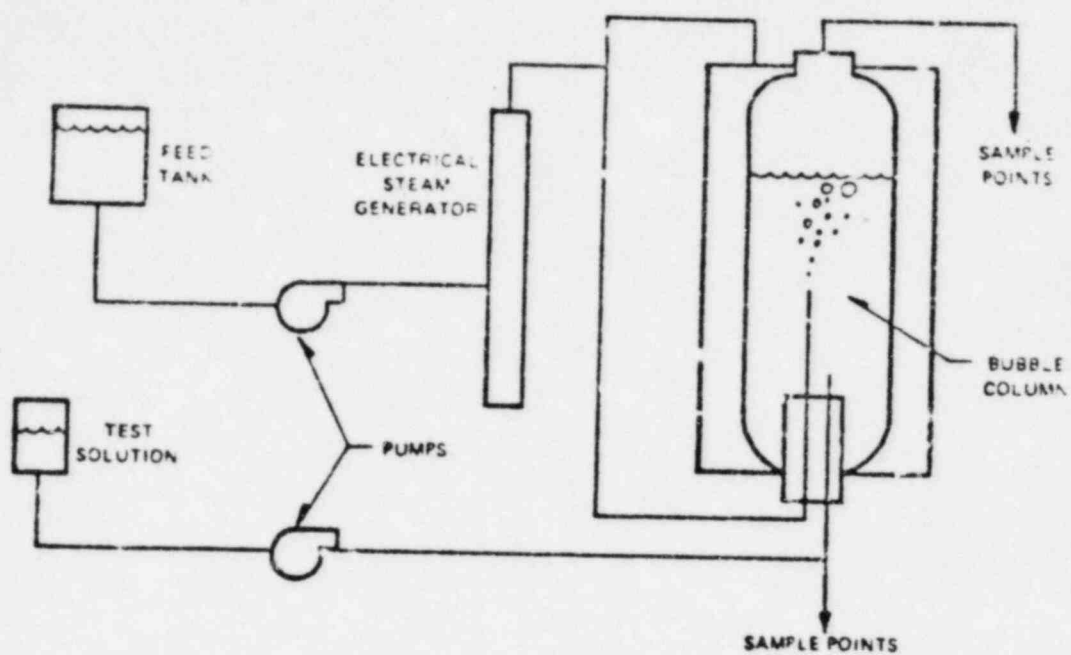 FEED
TANK
ELECTRICAL
STEAM
GENERATOR
SAMPLE
POINTS
BUBBLE
COLUMN
TEST
SOLUTION
PUMPS
SAMPLE POINTS